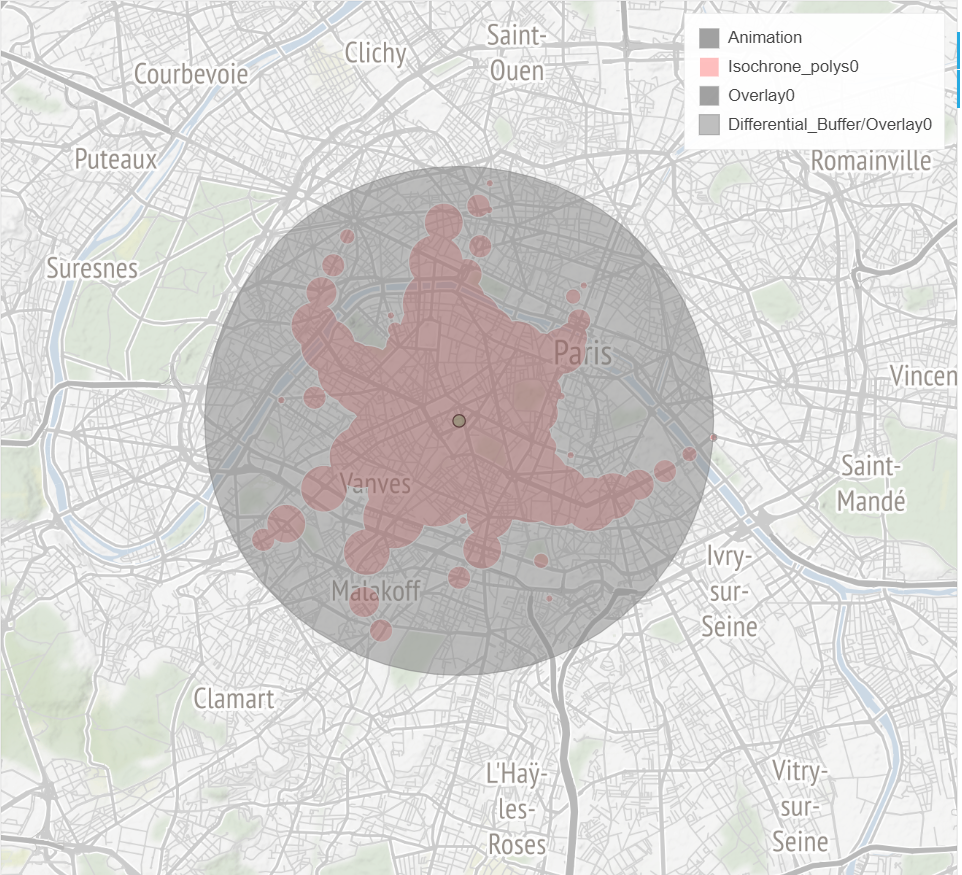 Animation
Isochrone_polys0
Overlay0
Differential_Buffer/Overlay0
Saint-
Ouen
Clichy
Courbevoie
Puteaux
Romainville
Suresnes
Paris
Vincen
Vanves
Saint-
Mandé
Malakoff
Ivry-
sur-
Seine
Clamart
L'Haÿ-
les-
Roses
Vitry-
sur-
Seine